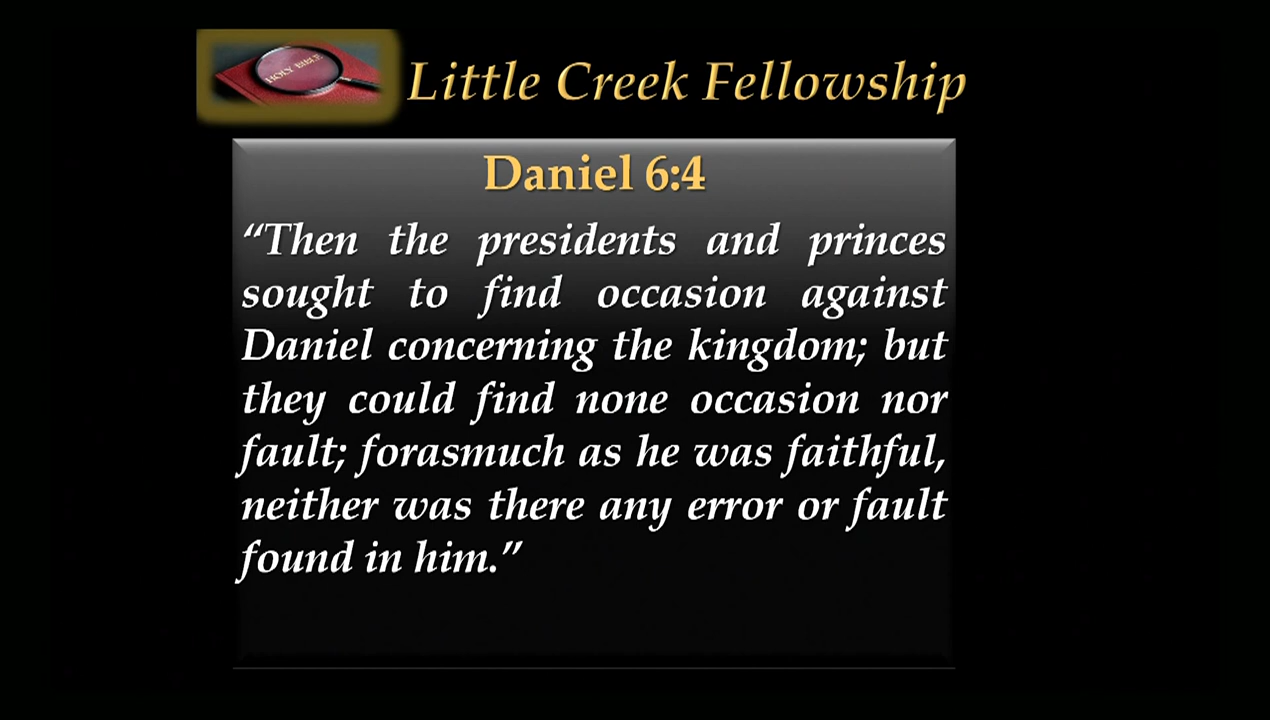 HOLY BIBLE
Little Creek Fellowship
Daniel 6:4
“Then the presidents and princes
sought to find occasion against
Daniel concerning the kingdom; but
they could find none occasion nor
fault; forasmuch as he was faithful,
neither was there any error or fault
found in him.”